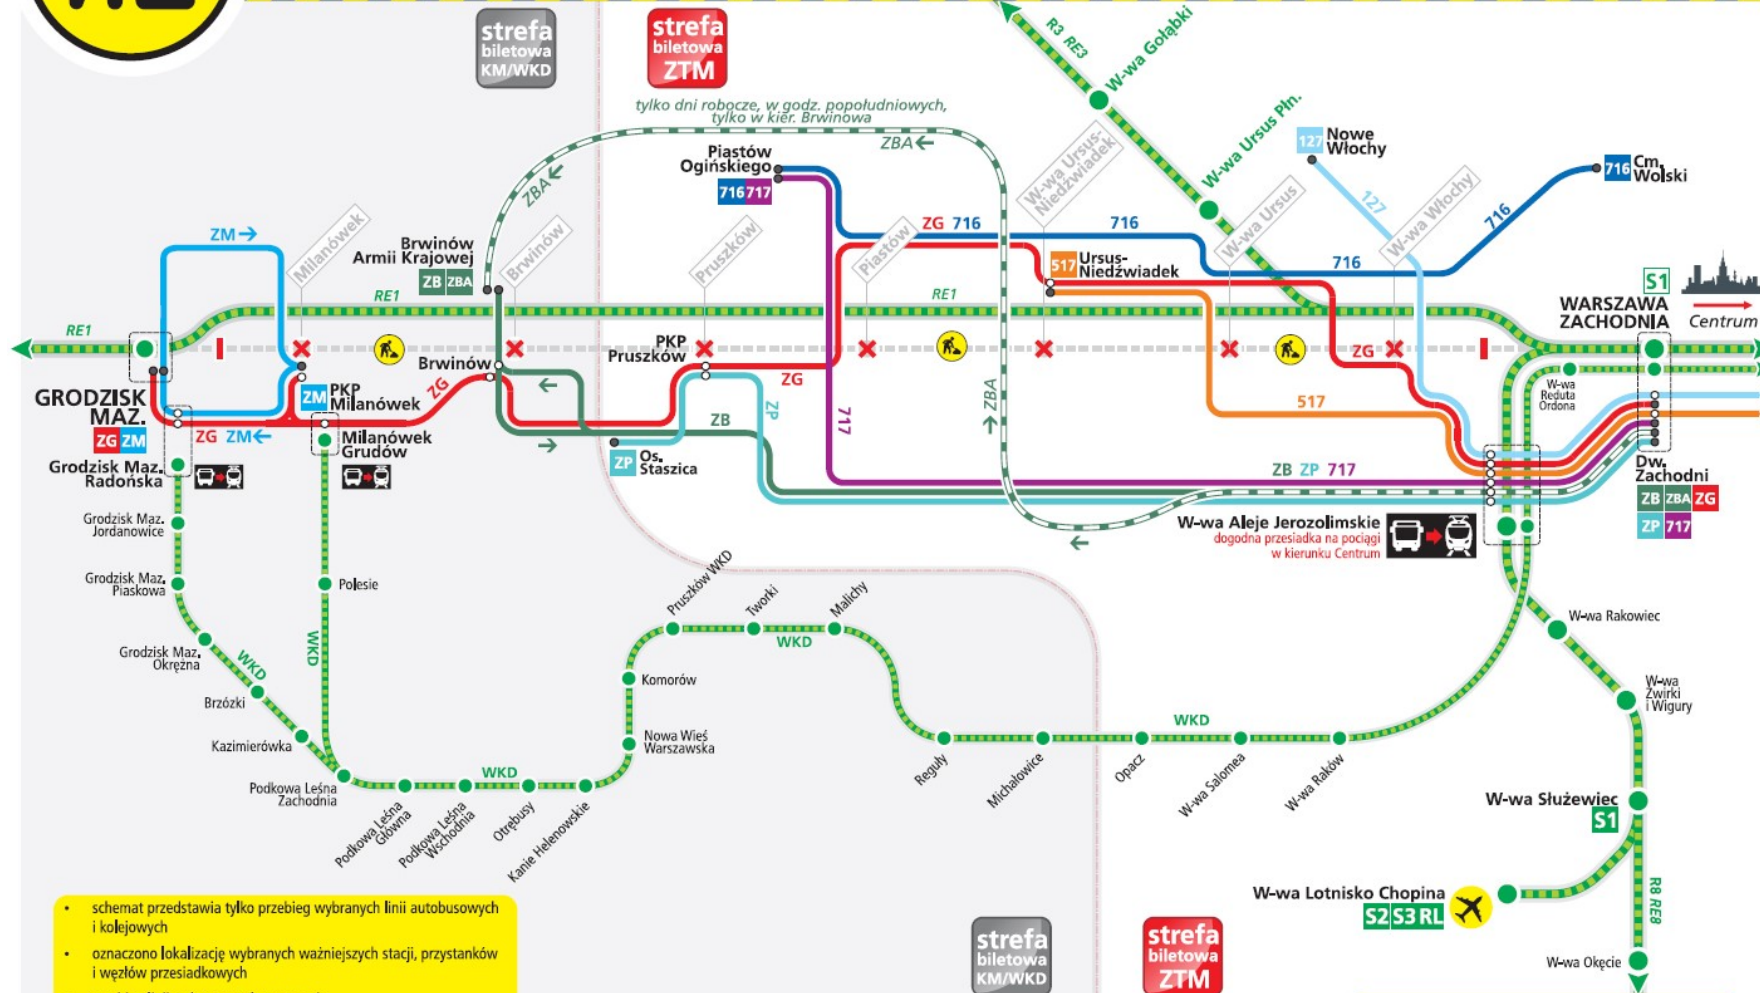 strefa
biletowa
KM/WKD
strefa
biletowa
ZTM
tylko dni robocze, w godz. popołudniowych,
tylko w kier. Brwinowa
ZBA
ZBA
R3 RE3
W-wa Gołąbki
W-wa Ursus Płn.
127
Nowe
Włochy
127
716
Cm.
Wolski
716
Piastów
Ogińskiego
716 717
ZG 716
716
716
W-wa Ursus-
Niedźwiadek
W-wa Ursus
W-wa Włochy
Milanówek
Brwinów
Pruszków
Piastów
ZM
Brwinów
Armii Krajowej
ZB ZBA
517
Ursus-
Niedźwiadek
S1
WARSZAWA
ZACHODNIA
Centrum
RE1
RE1
RE1
GRODZISK
MAZ.
ZG ZM
ZG ZM
ZM
PKP
Milanówek
ZG
Brwinów
PKP
Pruszków
ZG
ZG
ZP
ZB
717
ZBA
517
W-wa
Reduta
Ordona
Milanówek
Grudów
Grodzisk Maz.
Radońska
ZP
Os.
Staszica
ZB ZP 717
Dw.
Zachodni
ZB ZBA ZG
ZP 717
W-wa Aleje Jerozolimskie
dogodna przesiadka na pociągi
w kierunku Centrum
Grodzisk Maz.
Jordanowice
Grodzisk Maz.
Piaskowa
Grodzisk Maz.
Okrężna
WKD
Brzózki
Kazimierówka
Podkowa Leśna
Zachodnia
Polesie
WKD
Podkowa Leśna
Główna
Podkowa Leśna
Wschodnia
WKD
Otrębusy
Kanie Helenowskie
Nowa Wieś
Warszawska
Komorów
Pruszków WKD
Tworki
WKD
Malichy
Reguły
Michałowice
Opacz
WKD
W-wa Salomea
W-wa Raków
W-wa Rakowiec
W-wa
Żwirki
i Wigury
W-wa Służewiec
S1
W-wa Lotnisko Chopina
S2 S3 RL
R8 RE8
W-wa Okęcie
strefa
biletowa
KM/WKD
strefa
biletowa
ZTM
• schemat przedstawia tylko przebieg wybranych linii autobusowych
i kolejowych
• oznaczono lokalizację wybranych ważniejszych stacji, przystanków
i węzłów przesiadkowych